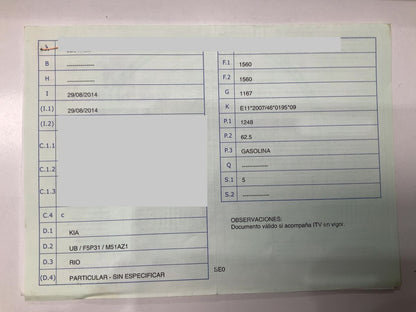 B --------------
H --------------
I 29/08/2014
(I.1) 29/08/2014
(I.2)
C.1.1
C.1.2
C.1.3
C.4 c
D.1 KIA
D.2 UB / F5P31 / M51AZ1
D.3 RIO
(D.4) PARTICULAR - SIN ESPECIFICAR
F.1 1560
F.2 1560
G 1167
K E11*2007/46*0195*09
P.1 1248
P.2 62,5
P.3 GASOLINA
Q --------------
S.1 5
S.2 --------------
OBSERVACIONES:
Documento válido si acompaña ITV en vigor.